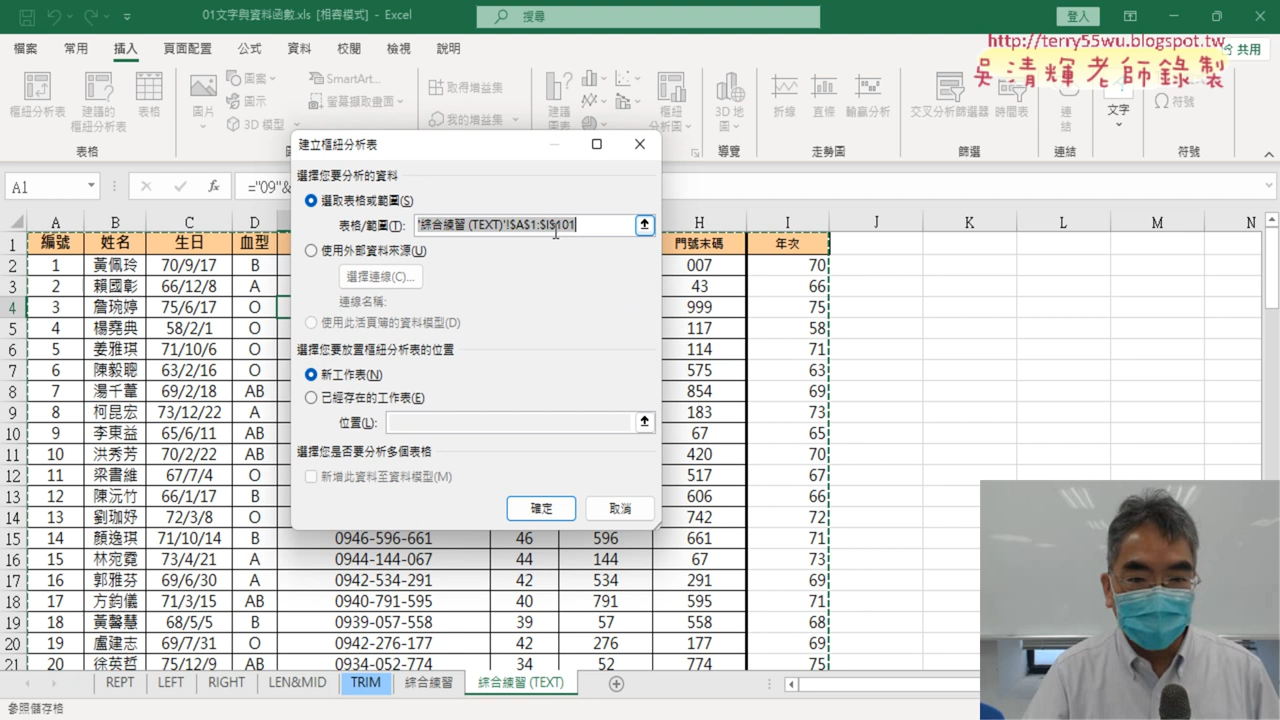 01文字與資料函數.xls [相容模式] - Excel
搜尋
登入
檔案 常用 插入 頁面配置 公式 資料 校閱 檢視 說明
共用
http://terry55wu.blogspot.tw
吳清輝老師錄製
樞紐分析表
建議的
樞紐分析表
表格
圖片
圖案
圖示
3D 模型
SmartArt...
螢幕擷取畫面
取得增益集
我的增益集
建議
圖表
樞紐
分析圖
3D 地
圖
折線 直條 輸贏分析
交叉分析篩選器 時間表
連
結
文字
符號
表格 導覽 走勢圖 篩選 連結 符號
A1
="09"&
建立樞紐分析表
選擇您要分析的資料
選取表格或範圍(S)
表格/範圍(T): '綜合練習 (TEXT)'!$A$1:$I$101
使用外部資料來源(U)
選擇連線(C)...
連線名稱:
使用此活頁簿的資料模型(D)
選擇您要放置樞紐分析表的位置
新工作表(N)
已經存在的工作表(E)
位置(L):
選擇您是否要分析多個表格
新增此資料至資料模型(M)
確定 取消
A B C D H I J K L M N
1 編號 姓名 生日 血型 門號末碼 年次
2 1 黃佩玲 70/9/17 B 007 70
3 2 賴國彰 66/12/8 A 43 66
4 3 詹琬婷 75/6/17 O 999 75
5 4 楊堯典 58/2/1 O 117 58
6 5 姜雅琪 71/10/6 O 114 71
7 6 陳毅聰 63/2/16 O 575 63
8 7 湯千葦 69/2/18 AB 854 69
9 8 柯昆宏 73/12/22 A 183 73
10 9 李東益 65/6/11 AB 67 65
11 10 洪秀芳 70/2/22 AB 420 70
12 11 梁書維 67/7/4 O 517 67
13 12 陳沅竹 66/1/17 B 606 66
14 13 劉珈妤 72/3/8 O 742 72
15 14 顏逸琪 71/10/14 B 0946-596-661 46 596 661 71
16 15 林宛霓 73/4/21 A 0944-144-067 44 144 67 73
17 16 郭雅芬 69/6/30 A 0942-534-291 42 534 291 69
18 17 方鈞儀 71/3/15 AB 0940-791-595 40 791 595 71
19 18 黃馨慧 68/5/5 B 0939-057-558 39 57 558 68
20 19 盧建志 69/7/31 O 0942-276-177 42 276 177 69
21 20 徐英哲 75/12/9 AB 0934-052-774 34 52 774 75
REPT LEFT RIGHT LEN&MID TRIM 綜合練習 綜合練習 (TEXT)
參照儲存格